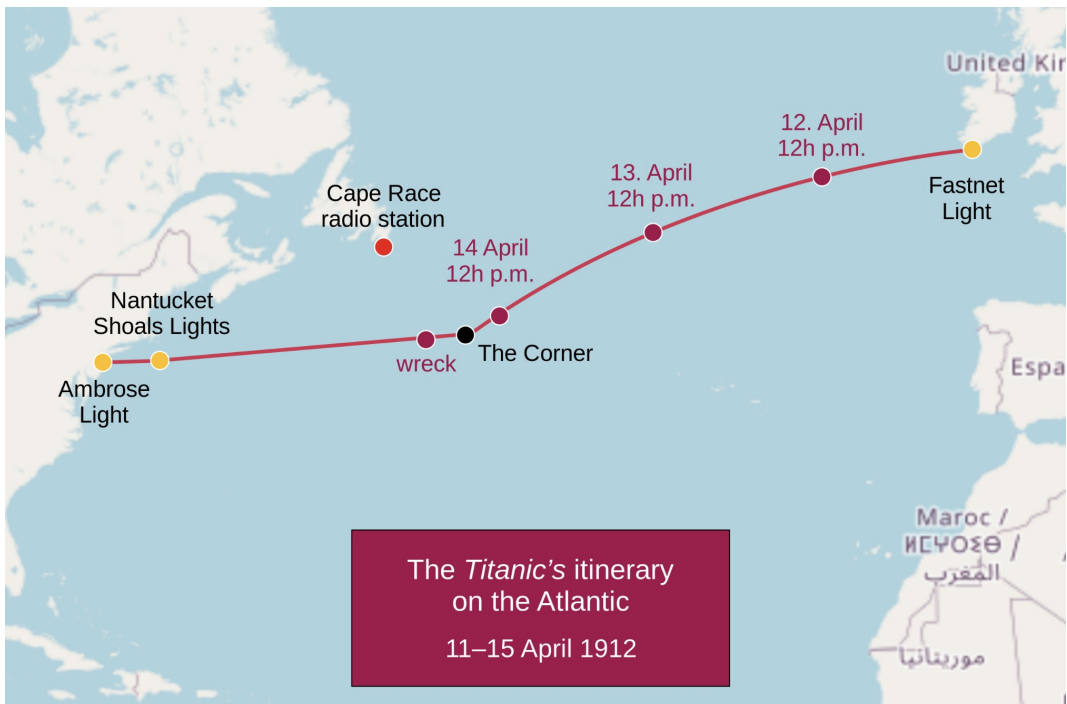 United Kin
12. April
12h p.m.
13. April
12h p.m.
Fastnet
Light
Cape Race
radio station
14 April
12h p.m.
Nantucket
Shoals Lights
The Corner
wreck
Ambrose
Light
Espa
Maroc /
ⵍⵎⵖⵔⵉⴱ /
المغرب
موريتانيا
The Titanic's itinerary
on the Atlantic
11–15 April 1912